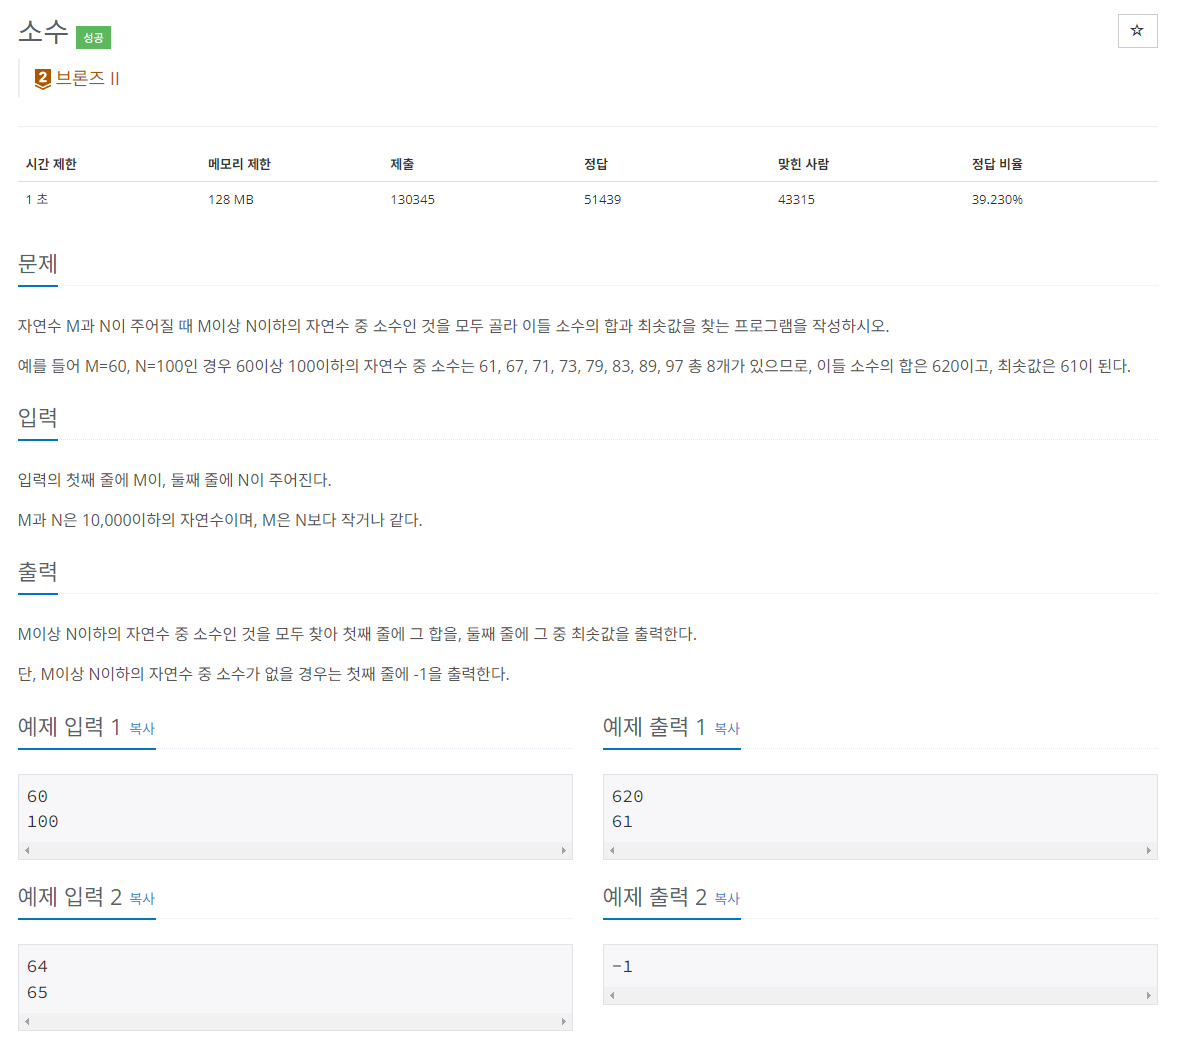 소수 성공
2 브론즈 II
시간 제한 메모리 제한 제출 정답 맞힌 사람 정답 비율
1 초 128 MB 130345 51439 43315 39.230%
문제
자연수 M과 N이 주어질 때 M이상 N이하의 자연수 중 소수인 것을 모두 골라 이들 소수의 합과 최솟값을 찾는 프로그램을 작성하시오.
예를 들어 M=60, N=100인 경우 60이상 100이하의 자연수 중 소수는 61, 67, 71, 73, 79, 83, 89, 97 총 8개가 있으므로, 이들 소수의 합은 620이고, 최솟값은 61이 된다.
입력
입력의 첫째 줄에 M이, 둘째 줄에 N이 주어진다.
M과 N은 10,000이하의 자연수이며, M은 N보다 작거나 같다.
출력
M이상 N이하의 자연수 중 소수인 것을 모두 찾아 첫째 줄에 그 합을, 둘째 줄에 그 중 최솟값을 출력한다.
단, M이상 N이하의 자연수 중 소수가 없을 경우는 첫째 줄에 -1을 출력한다.
예제 입력 1 복사
60
100
예제 출력 1 복사
620
61
예제 입력 2 복사
64
65
예제 출력 2 복사
-1